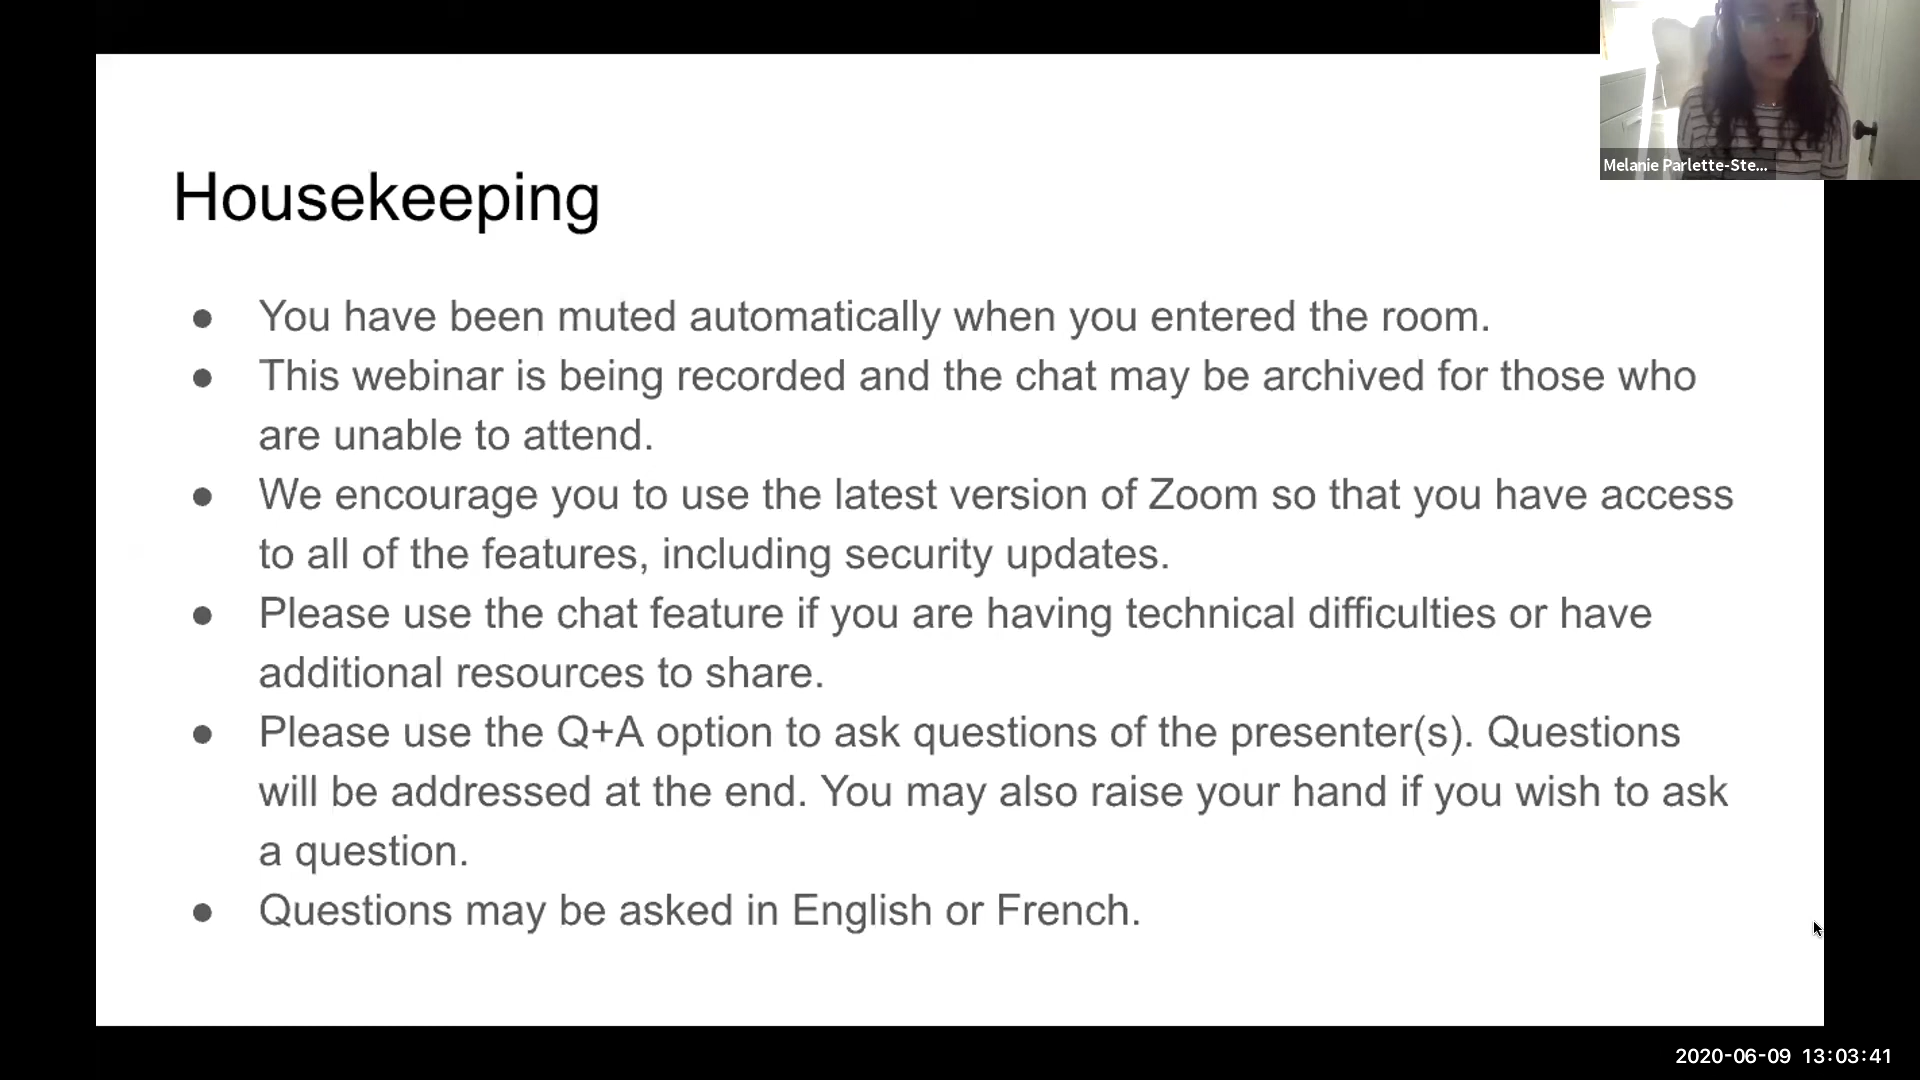 Melanie Parlette-Ste...
Housekeeping
● You have been muted automatically when you entered the room.
● This webinar is being recorded and the chat may be archived for those who
are unable to attend.
● We encourage you to use the latest version of Zoom so that you have access
to all of the features, including security updates.
● Please use the chat feature if you are having technical difficulties or have
additional resources to share.
● Please use the Q+A option to ask questions of the presenter(s). Questions
will be addressed at the end. You may also raise your hand if you wish to ask
a question.
● Questions may be asked in English or French.
2020-06-09 13:03:41